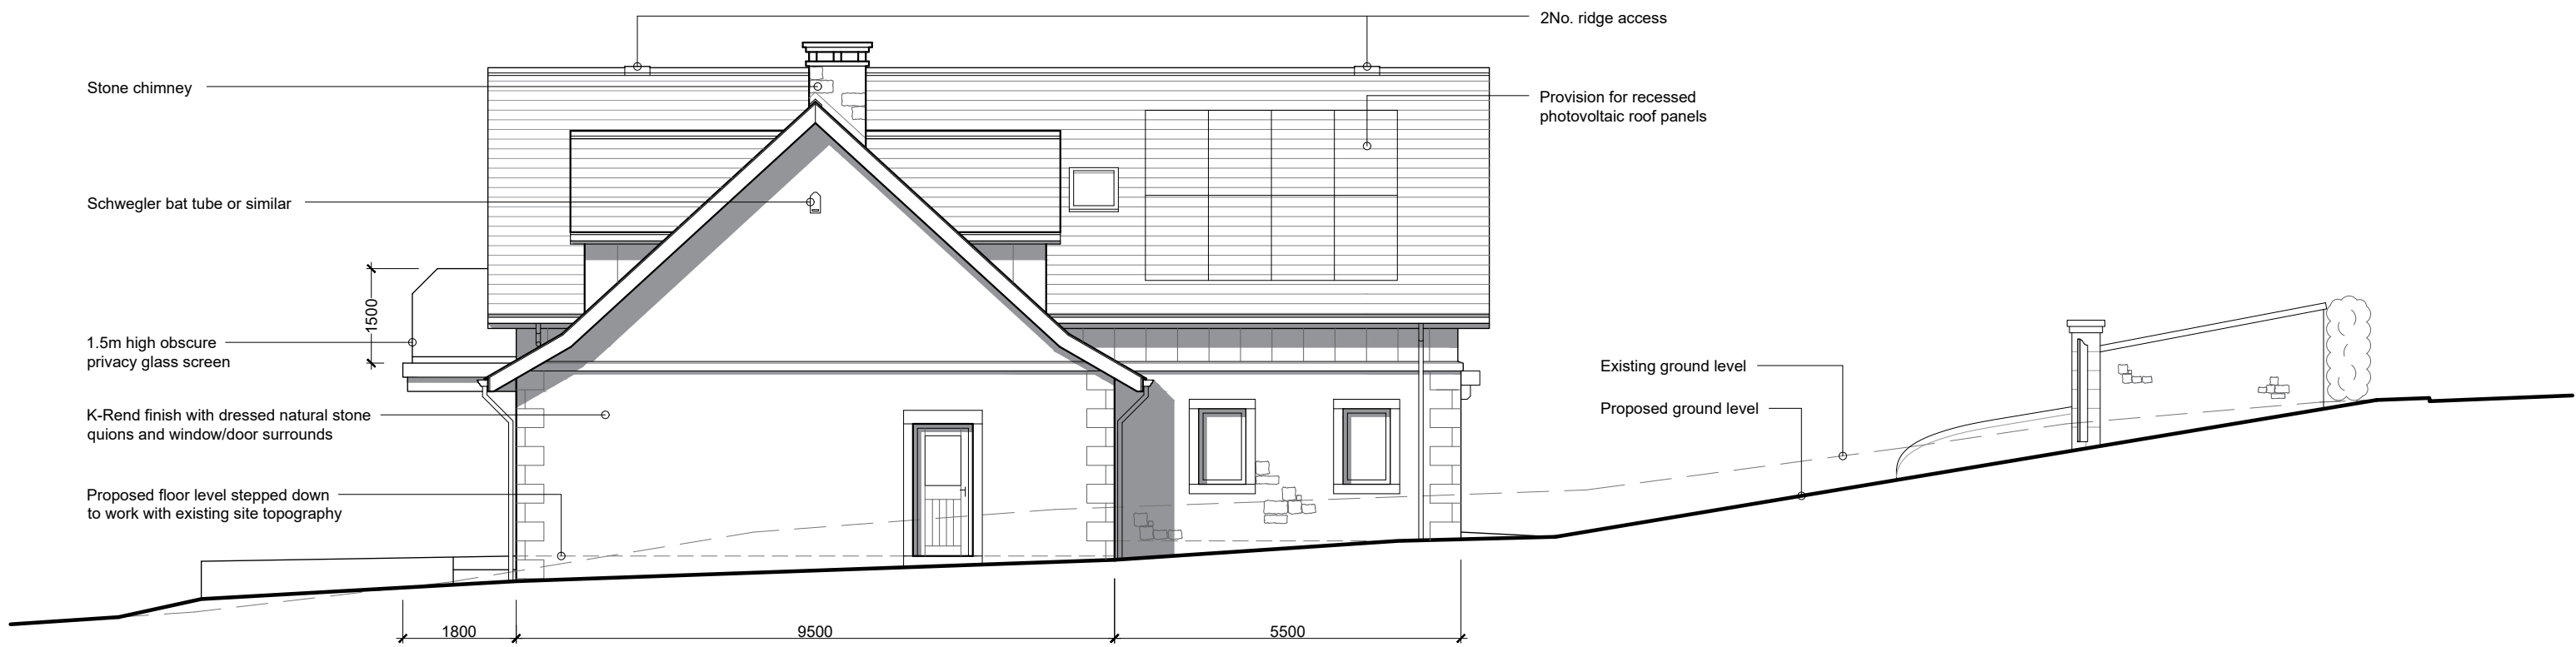 2No. ridge access
Stone chimney
Provision for recessed
photovoltaic roof panels
Schwegler bat tube or similar
1500
1.5m high obscure
privacy glass screen
Existing ground level
K-Rend finish with dressed natural stone
quions and window/door surrounds
Proposed ground level
Proposed floor level stepped down
to work with existing site topography
1800
9500
5500